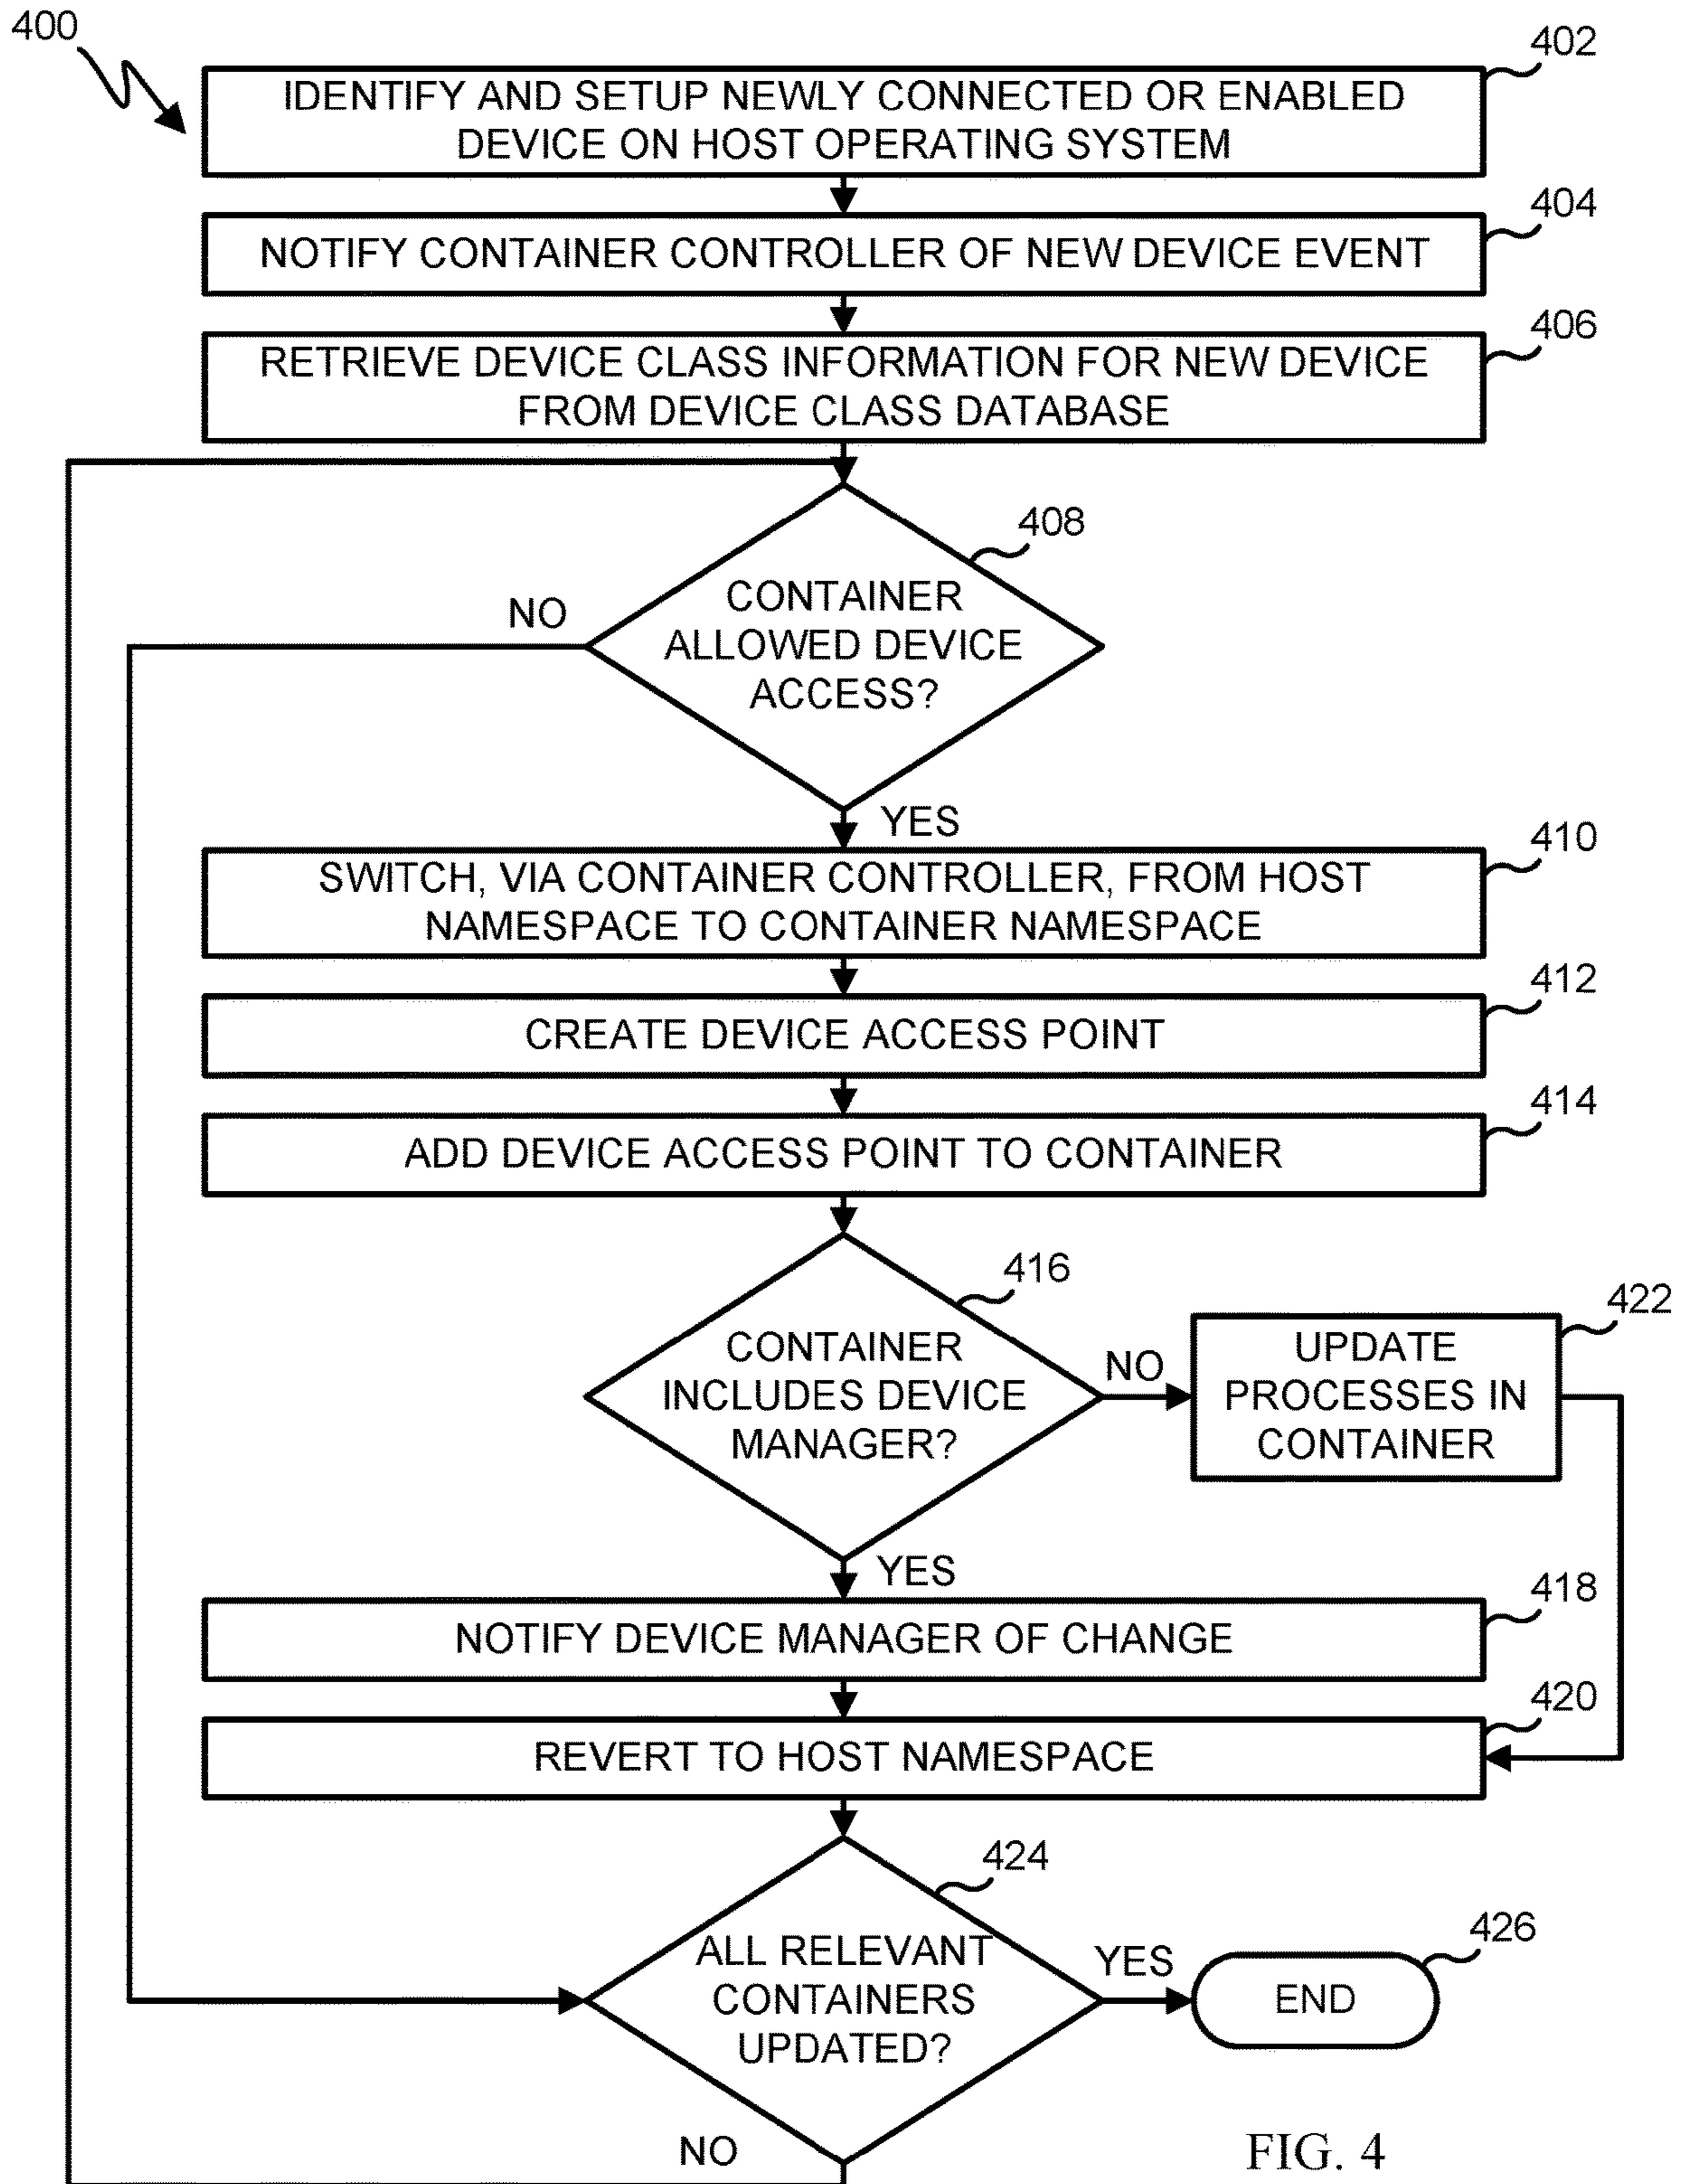 400
402
IDENTIFY AND SETUP NEWLY CONNECTED OR ENABLED
DEVICE ON HOST OPERATING SYSTEM
404
NOTIFY CONTAINER CONTROLLER OF NEW DEVICE EVENT
406
RETRIEVE DEVICE CLASS INFORMATION FOR NEW DEVICE
FROM DEVICE CLASS DATABASE
408
NO
CONTAINER
ALLOWED DEVICE
ACCESS?
YES
410
SWITCH, VIA CONTAINER CONTROLLER, FROM HOST
NAMESPACE TO CONTAINER NAMESPACE
412
CREATE DEVICE ACCESS POINT
414
ADD DEVICE ACCESS POINT TO CONTAINER
416
CONTAINER
INCLUDES DEVICE
MANAGER?
NO
422
UPDATE
PROCESSES IN
CONTAINER
YES
418
NOTIFY DEVICE MANAGER OF CHANGE
420
REVERT TO HOST NAMESPACE
424
ALL RELEVANT
CONTAINERS
UPDATED?
YES
426
END
NO
FIG. 4